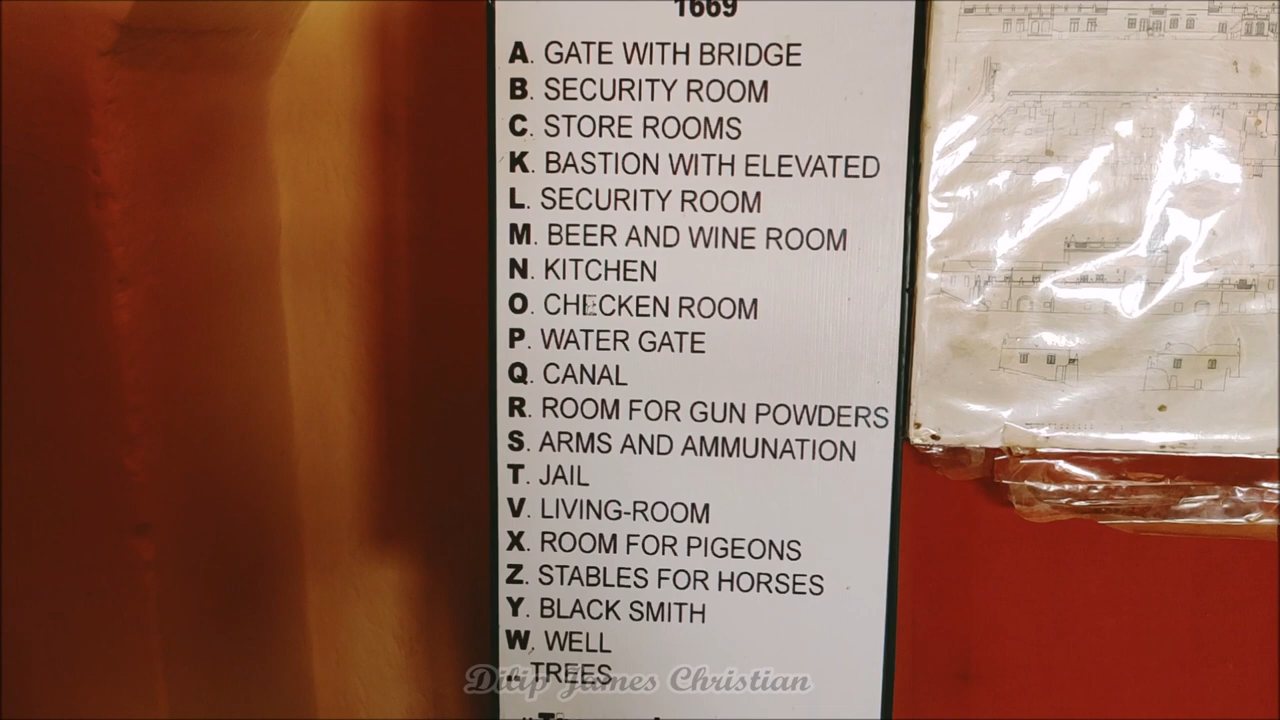 1669
A. GATE WITH BRIDGE
B. SECURITY ROOM
C. STORE ROOMS
K. BASTION WITH ELEVATED
L. SECURITY ROOM
M. BEER AND WINE ROOM
N. KITCHEN
O. CHECKEN ROOM
P. WATER GATE
Q. CANAL
R. ROOM FOR GUN POWDERS
S. ARMS AND AMMUNATION
T. JAIL
V. LIVING-ROOM
X. ROOM FOR PIGEONS
Z. STABLES FOR HORSES
Y. BLACK SMITH
W. WELL
.. TREES
Dilip James Christian